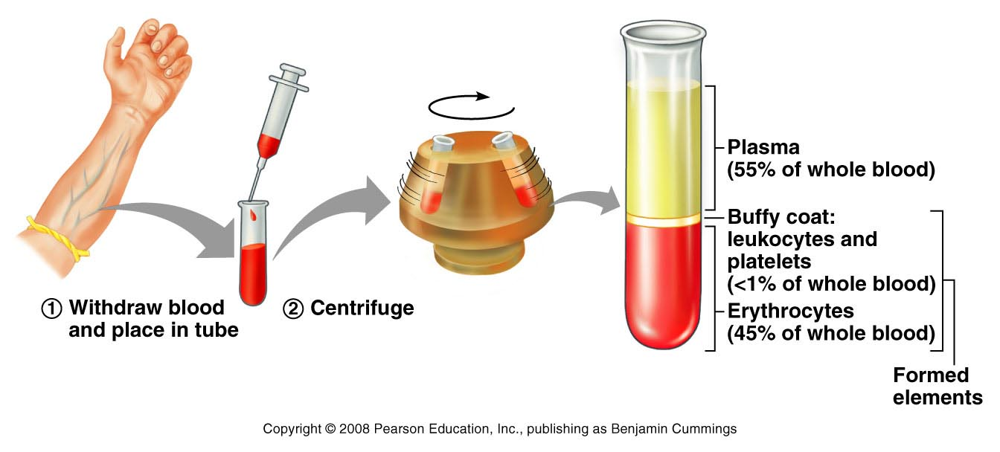 Plasma
(55% of whole blood)
Buffy coat:
leukocytes and
platelets
(<1% of whole blood)
① Withdraw blood
and place in tube
② Centrifuge
Erythrocytes
(45% of whole blood)
Formed
elements
Copyright © 2008 Pearson Education, Inc., publishing as Benjamin Cummings